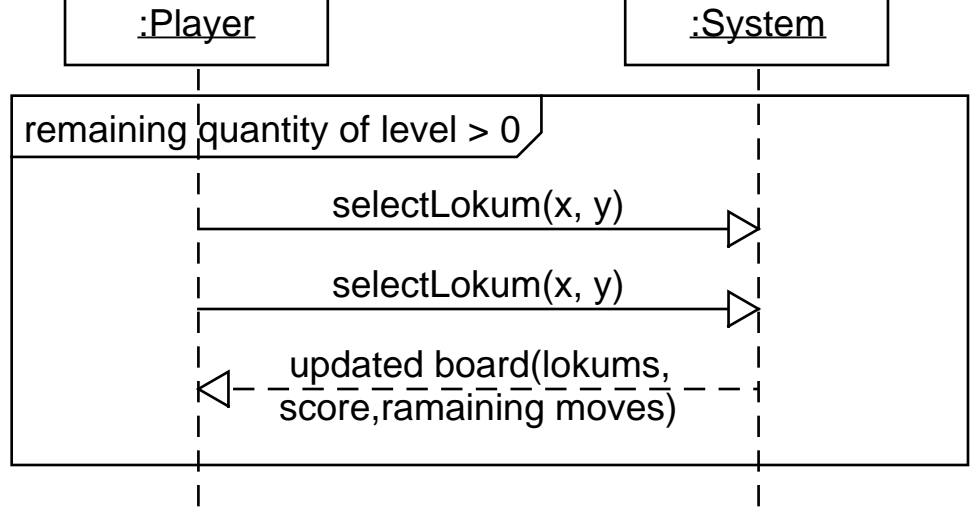 :Player
:System
remaining quantity of level > 0
selectLokum(x, y)
selectLokum(x, y)
updated board(lokums,
score,ramaining moves)